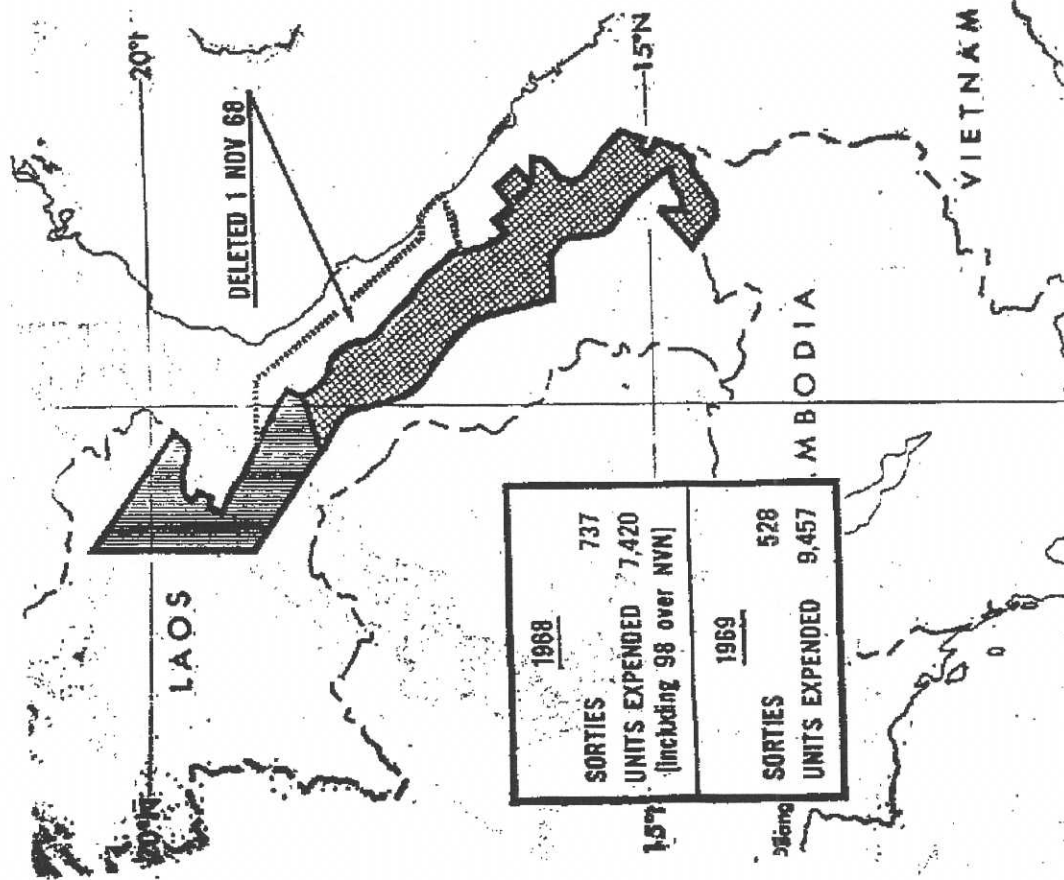 20°N
20°N
DELETED 1 NOV 68
LAOS
15°N
15°N
1968
SORTIES 737
UNITS EXPENDED 7,420
[including 98 over NVN]
1969
SORTIES 528
UNITS EXPENDED 9,457
MBODIA
VIETNAM